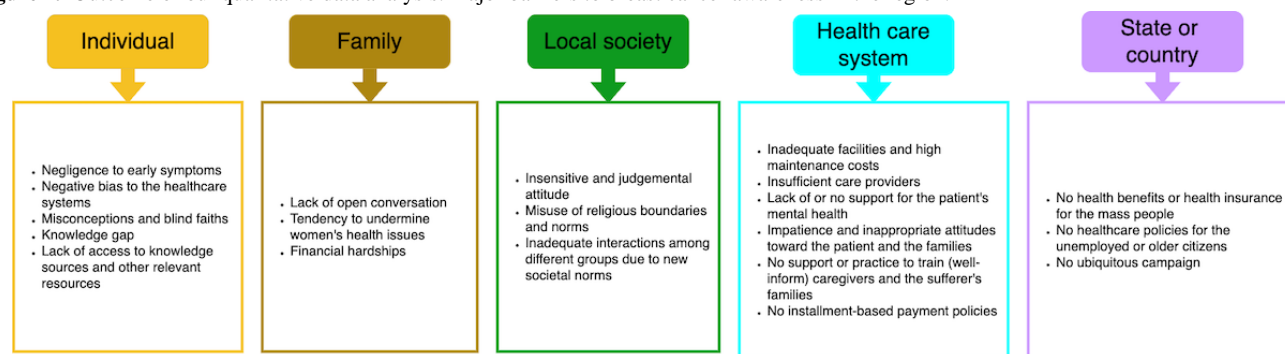 Individual
Family
Local society
Health care
system
State or
country
• Negligence to early symptoms
• Negative bias to the healthcare
systems
• Misconceptions and blind faiths
• Knowledge gap
• Lack of access to knowledge
sources and other relevant
resources
• Lack of open conversation
• Tendency to undermine
women's health issues
• Financial hardships
• Insensitive and judgemental
attitude
• Misuse of religious boundaries
and norms
• Inadequate interactions among
different groups due to new
societal norms
• Inadequate facilities and high
maintenance costs
• Insufficient care providers
• Lack of or no support for the patient's
mental health
• Impatience and inappropriate attitudes
toward the patient and the families
• No support or practice to train (well-
inform) caregivers and the sufferer's
families
• No installment-based payment policies
• No health benefits or health insurance
for the mass people
• No healthcare policies for the
unemployed or older citizens
• No ubiquitous campaign